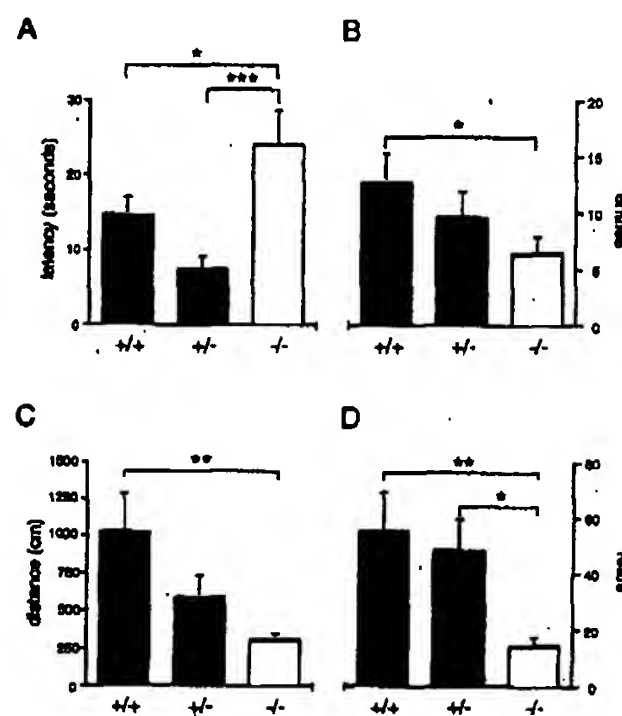 A
*
***
latency (seconds)
30
20
10
0
+/+ +/- -/-
B
*
20
15
10
5
0
+/+ +/- -/-
C
**
distance (cm)
1500
1250
1000
750
500
250
0
+/+ +/- -/-
D
**
*
80
60
40
20
0
+/+ +/- -/-